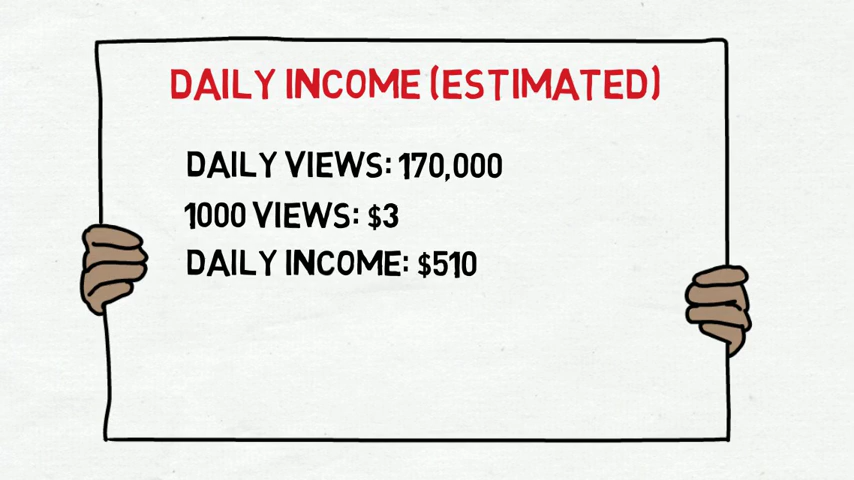 DAILY INCOME (ESTIMATED)
DAILY VIEWS: 170,000
1000 VIEWS: $3
DAILY INCOME: $510